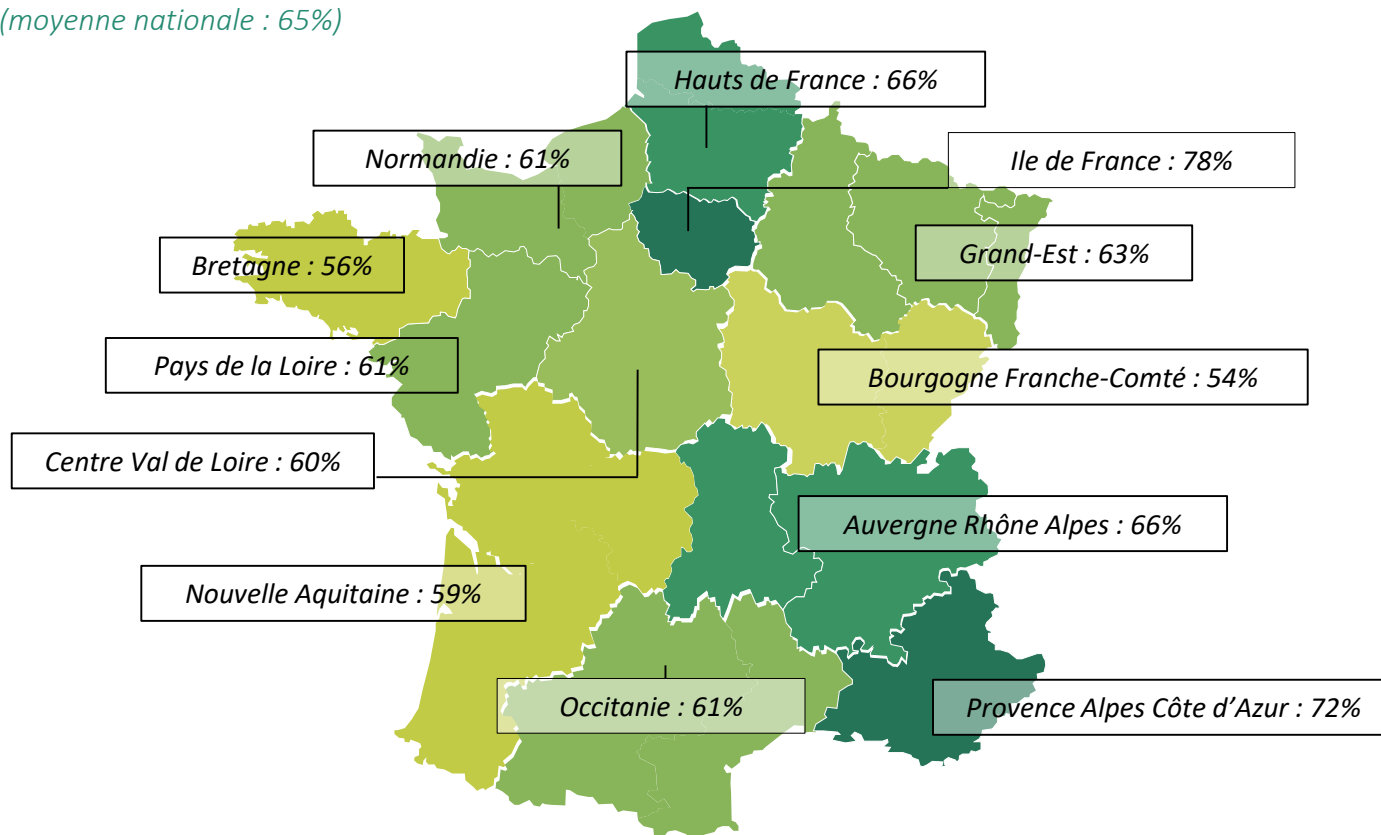 (moyenne nationale : 65%)
Hauts de France : 66%
Normandie : 61%
Ile de France : 78%
Bretagne : 56%
Grand-Est : 63%
Pays de la Loire : 61%
Bourgogne Franche-Comté : 54%
Centre Val de Loire : 60%
Auvergne Rhône Alpes : 66%
Nouvelle Aquitaine : 59%
Occitanie : 61%
Provence Alpes Côte d’Azur : 72%